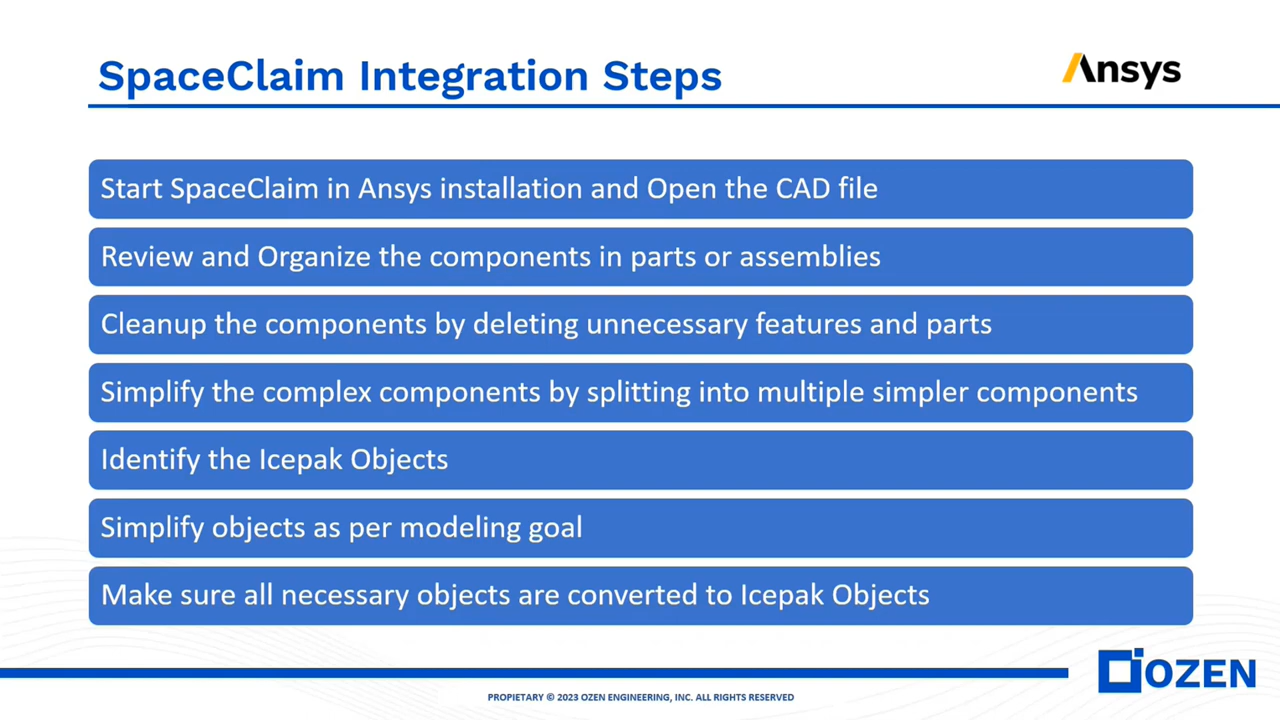 SpaceClaim Integration Steps
Ansys
Start SpaceClaim in Ansys installation and Open the CAD file
Review and Organize the components in parts or assemblies
Cleanup the components by deleting unnecessary features and parts
Simplify the complex components by splitting into multiple simpler components
Identify the Icepak Objects
Simplify objects as per modeling goal
Make sure all necessary objects are converted to Icepak Objects
OZEN
PROPIETARY © 2023 OZEN ENGINEERING, INC. ALL RIGHTS RESERVED